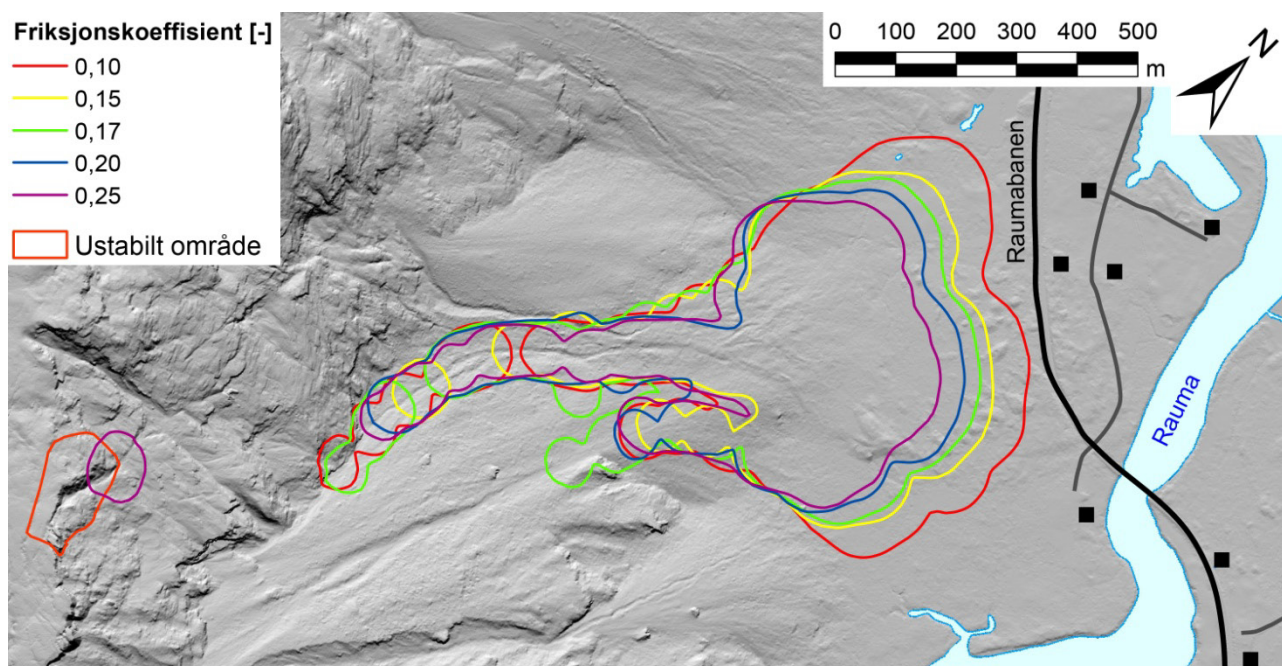 Friksjonskoeffisient [-]
0,10
0,15
0,17
0,20
0,25
Ustabilt område
0 100 200 300 400 500
m
N
Raumabanen
Rauma